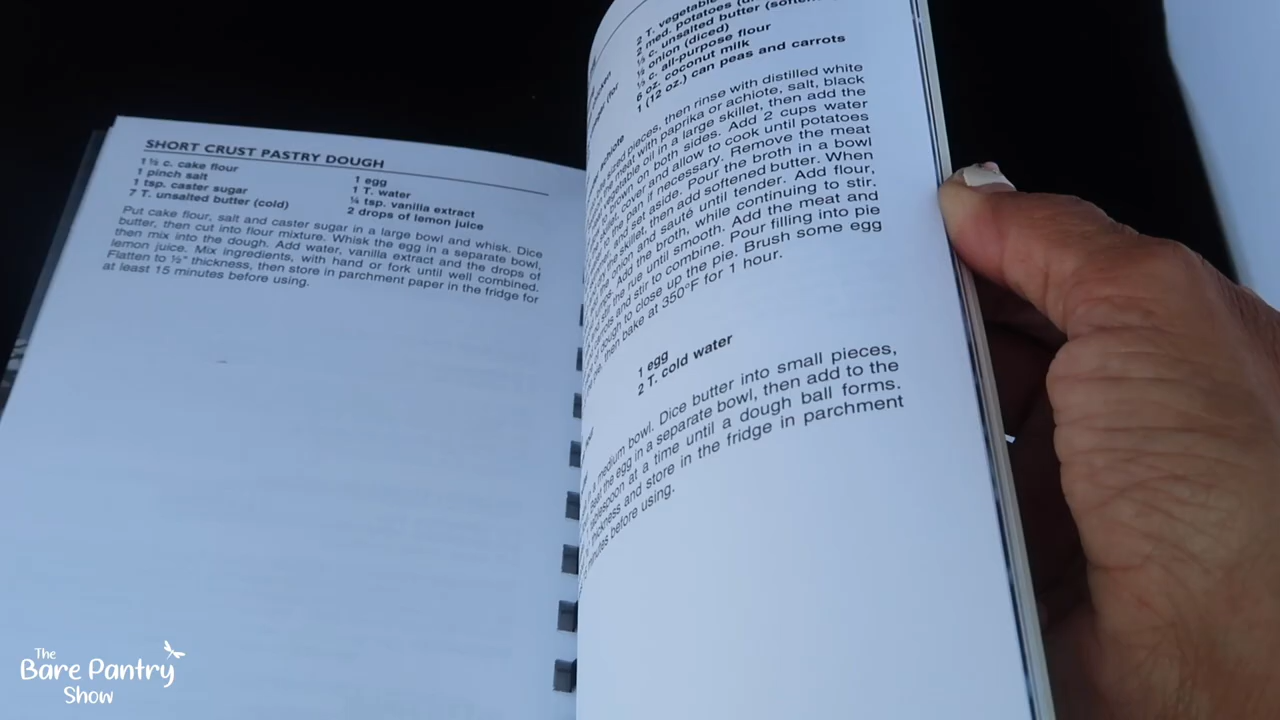 SHORT CRUST PASTRY DOUGH
1 ½ c. cake flour
1 pinch salt
1 tsp. caster sugar
7 T. unsalted butter (cold)
1 egg
1 T. water
¼ tsp. vanilla extract
2 drops of lemon juice
Put cake flour, salt and caster sugar in a large bowl and whisk. Dice
butter, then cut into flour mixture. Whisk the egg in a separate bowl,
then mix into the dough. Add water, vanilla extract and the drops of
lemon juice. Mix ingredients, with hand or fork until well combined.
Flatten to ½" thickness, then store in parchment paper in the fridge for
at least 15 minutes before using.
2 T. vegetable
2 med. potatoes
c. unsalted butter
onion (diced)
c. all-purpose flour
6 oz. coconut milk
1 (12 oz.) can peas and carrots
achiote
sized pieces, then rinse with distilled white
the meat with paprika or achiote, salt, black
vegetable oil in a large skillet, then add the
on both sides. Add 2 cups water
cover and allow to cook until potatoes
if necessary. Remove the meat
and set aside. Pour the broth in a bowl
the skillet, then add softened butter. When
the onion and sauté until tender. Add flour,
Add the broth, while continuing to stir.
stir the rue until smooth. Add the meat and
carrots and stir to combine. Pour filling into pie
of dough to close up the pie. Brush some egg
then bake at 350°F for 1 hour.
1 egg
2 T. cold water
a medium bowl. Dice butter into small pieces,
Beat the egg in a separate bowl, then add to the
tablespoon at a time until a dough ball forms.
thickness and store in the fridge in parchment
minutes before using.
The
Bare Pantry
Show